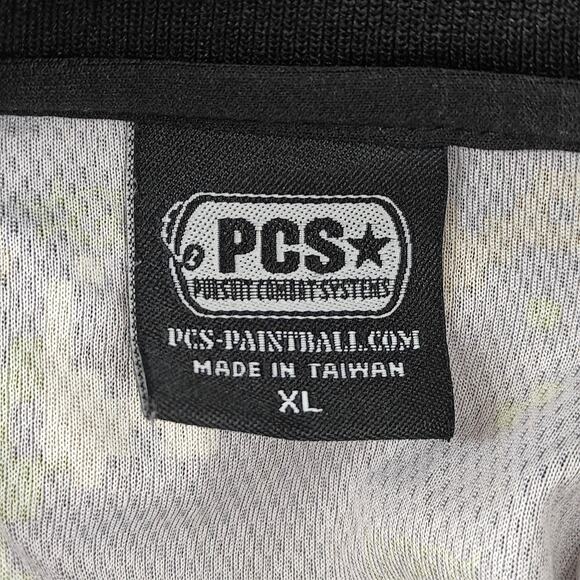 PCS★
PURSUIT COMBAT SYSTEMS
PCS-PAINTBALL.COM
MADE IN TAIWAN
XL